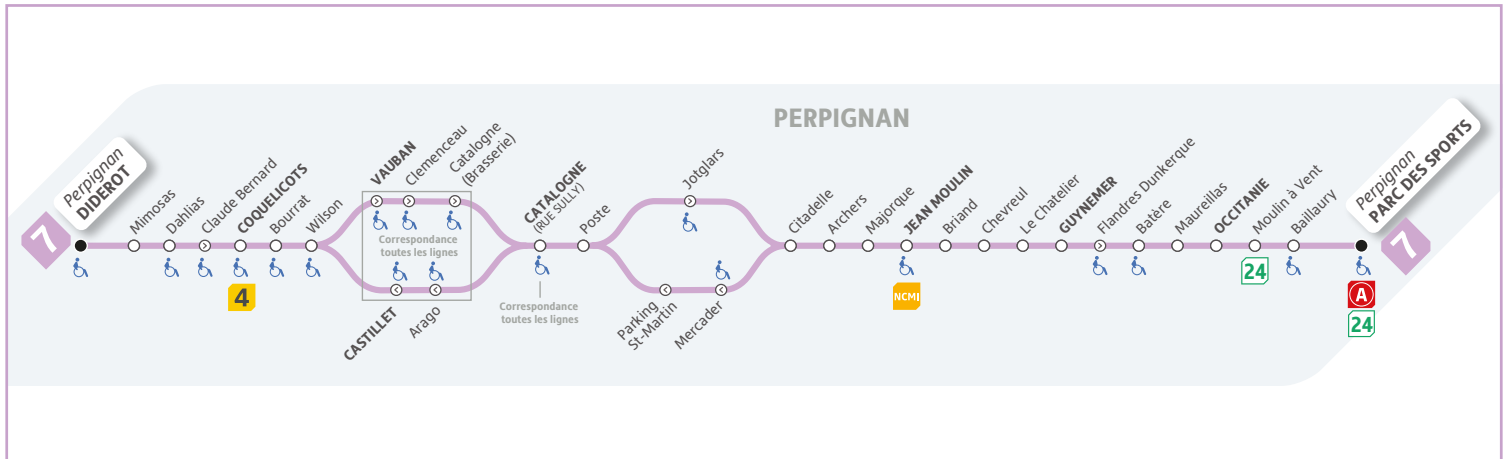 PERPIGNAN
7
Perpignan
DIDEROT
Mimosas
Dahlias
Claude Bernard
COQUELICOTS
4
Bourrat
Wilson
VAUBAN
Clemenceau
Catalogne
(Brasserie)
Correspondance
toutes les lignes
CASTILLET
Arago
CATALOGNE
(RUE SULLY)
Correspondance
toutes les lignes
Poste
Jotglars
Parking
St-Martin
Mercader
Citadelle
Archers
Majorque
JEAN MOULIN
NCMJ
Briand
Chevreul
Le Chatelier
GUYNEMER
Flandres Dunkerque
Batère
Maureillas
OCCITANIE
Moulin à Vent
24
Baillaury
Perpignan
PARC DES SPORTS
7
A
24